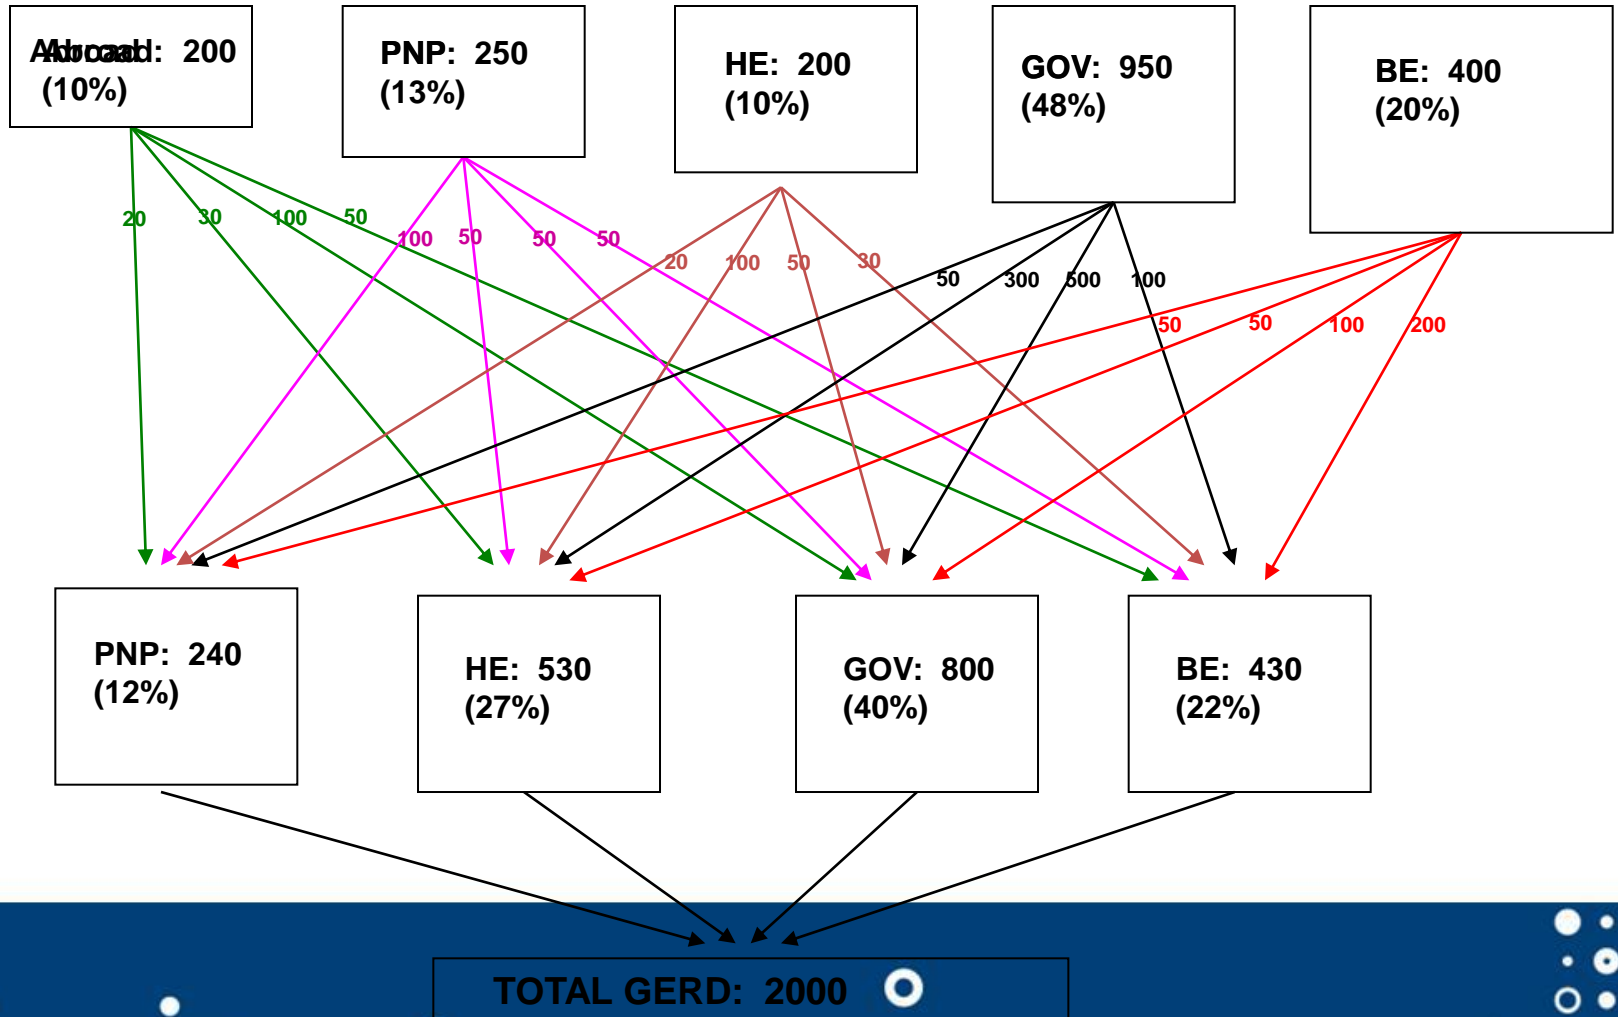 Abroad: 200
(10%)
PNP: 250
(13%)
HE: 200
(10%)
GOV: 950
(48%)
BE: 400
(20%)
20 30 100 50
100 50 50 50
20 100 50 30
50 300 500 100
50 50 100 200
PNP: 240
(12%)
HE: 530
(27%)
GOV: 800
(40%)
BE: 430
(22%)
TOTAL GERD: 2000